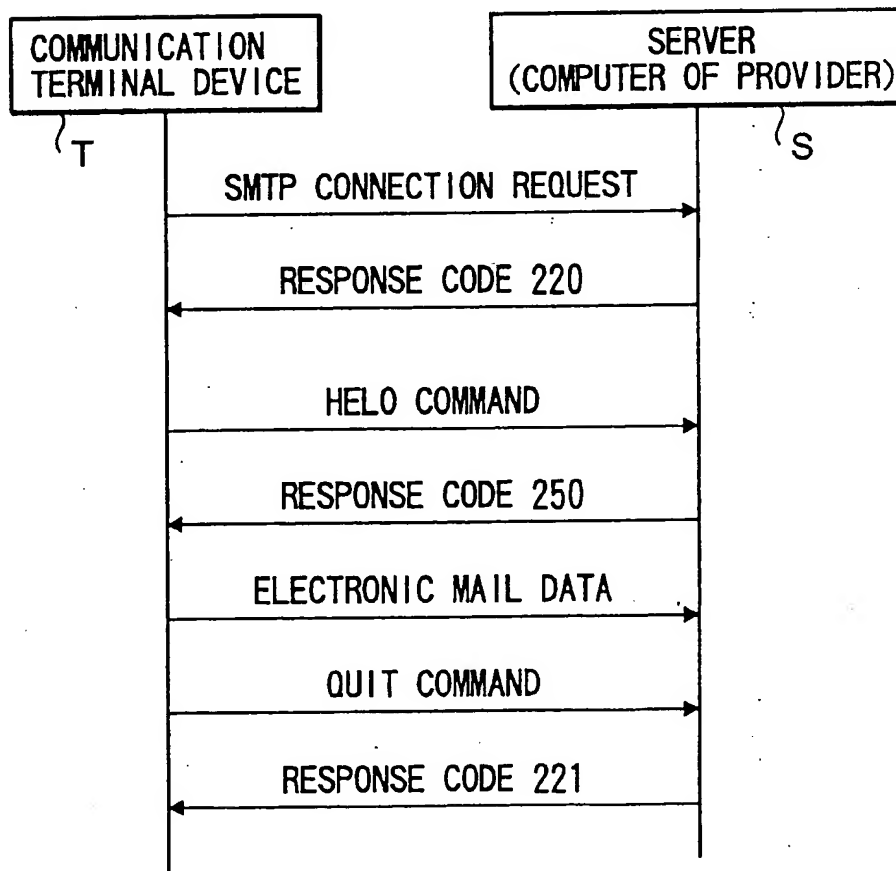 COMMUNICATION
TERMINAL DEVICE
SERVER
(COMPUTER OF PROVIDER)
T
S
SMTP CONNECTION REQUEST
RESPONSE CODE 220
HELO COMMAND
RESPONSE CODE 250
ELECTRONIC MAIL DATA
QUIT COMMAND
RESPONSE CODE 221